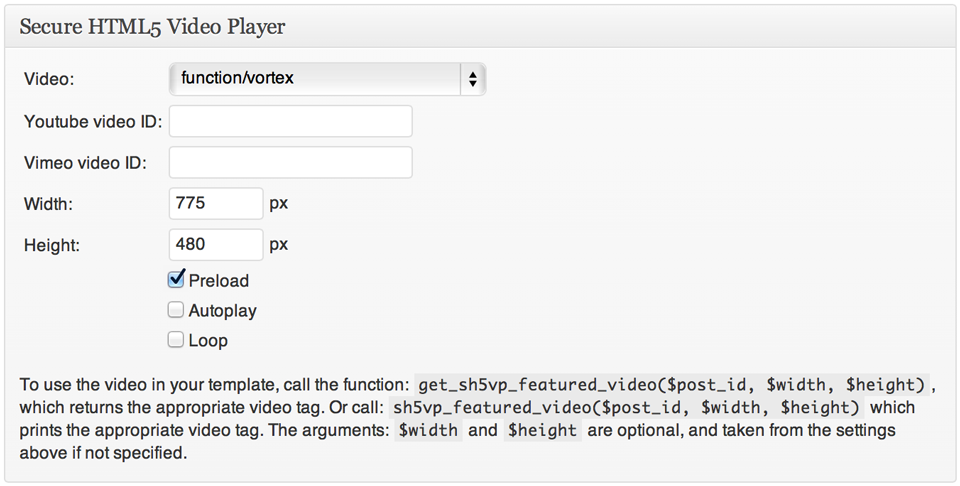 Secure HTML5 Video Player
Video: function/vortex
Youtube video ID:
Vimeo video ID:
Width: 775 px
Height: 480 px
Preload
Autoplay
Loop
To use the video in your template, call the function: get_sh5vp_featured_video($post_id, $width, $height),
which returns the appropriate video tag. Or call: sh5vp_featured_video($post_id, $width, $height) which
prints the appropriate video tag. The arguments: $width and $height are optional, and taken from the settings
above if not specified.